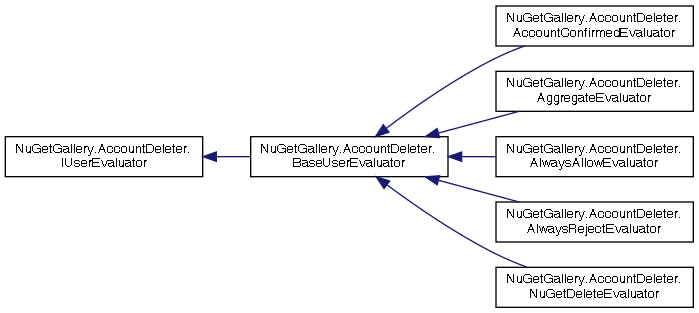 NuGetGallery.AccountDeleter.
IUserEvaluator
NuGetGallery.AccountDeleter.
BaseUserEvaluator
NuGetGallery.AccountDeleter.
AccountConfirmedEvaluator
NuGetGallery.AccountDeleter.
AggregateEvaluator
NuGetGallery.AccountDeleter.
AlwaysAllowEvaluator
NuGetGallery.AccountDeleter.
AlwaysRejectEvaluator
NuGetGallery.AccountDeleter.
NuGetDeleteEvaluator